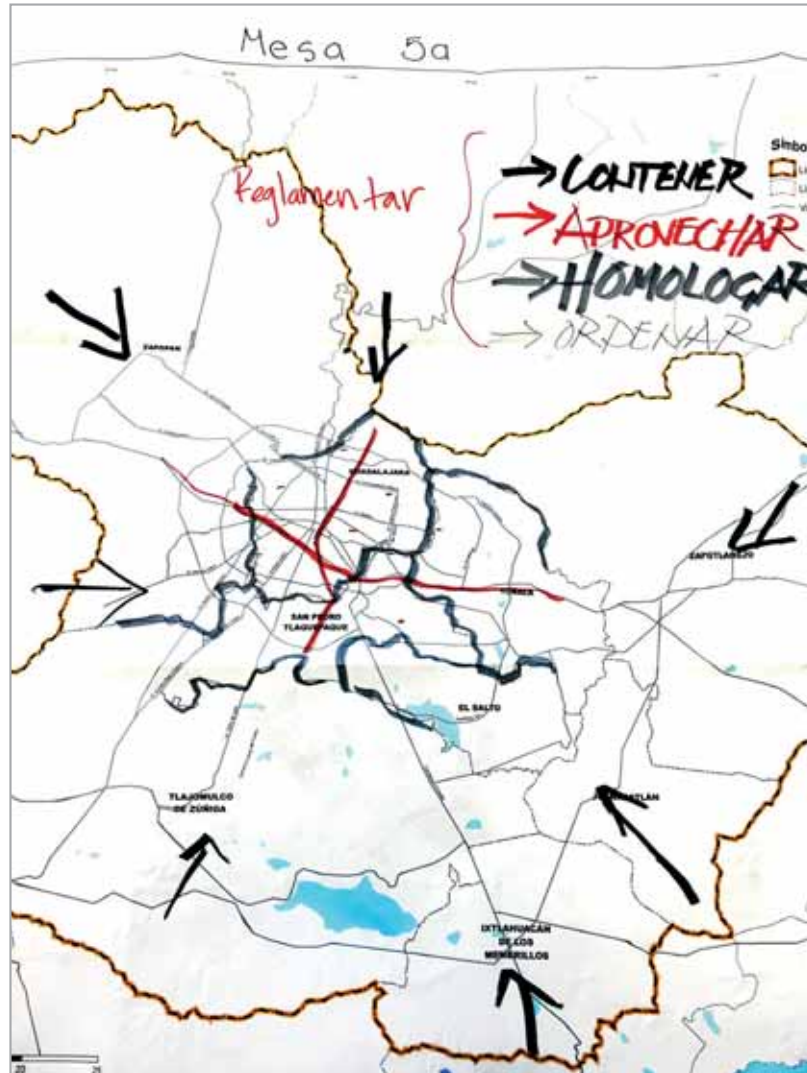 Mesa 5a
Reglamentar
→ CONTENER
→ APROVECHAR
→ HOMOLOGAR
→ ORDENAR
ZAPOPAN
GUADALAJARA
ZAPOTLANEJO
TONALÁ
SAN PEDRO
TLAQUEPAQUE
EL SALTO
TLAJOMULCO
DE ZÚÑIGA
IXTLAHUACÁN
DE LOS
MEMBRILLOS